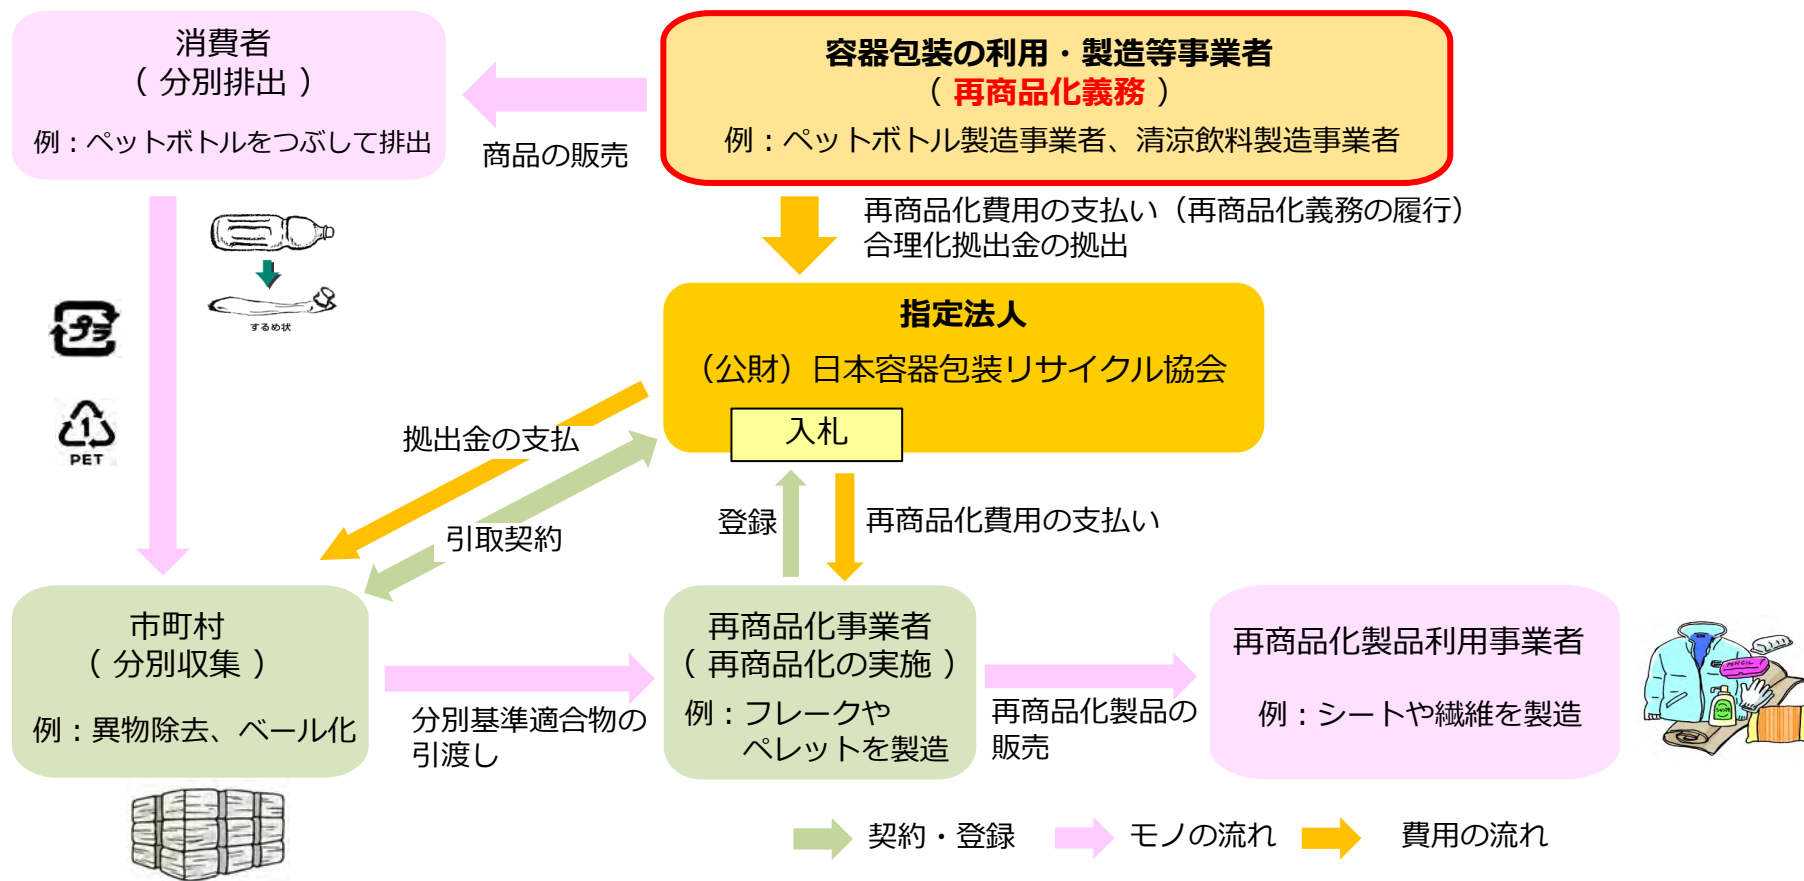 消費者
（ 分別排出 ）
例：ペットボトルをつぶして排出
商品の販売
容器包装の利用・製造等事業者
（ 再商品化義務 ）
例：ペットボトル製造事業者、清涼飲料製造事業者
再商品化費用の支払い（再商品化義務の履行）
合理化拠出金の拠出
するめ状
プラ
1
PET
指定法人
（公財）日本容器包装リサイクル協会
入札
拠出金の支払
引取契約
登録
再商品化費用の支払い
市町村
（ 分別収集 ）
例：異物除去、ベール化
分別基準適合物の
引渡し
再商品化事業者
（ 再商品化の実施 ）
例：フレークや
ペレットを製造
再商品化製品の
販売
再商品化製品利用事業者
例：シートや繊維を製造
PENCIL
契約・登録
モノの流れ
費用の流れ